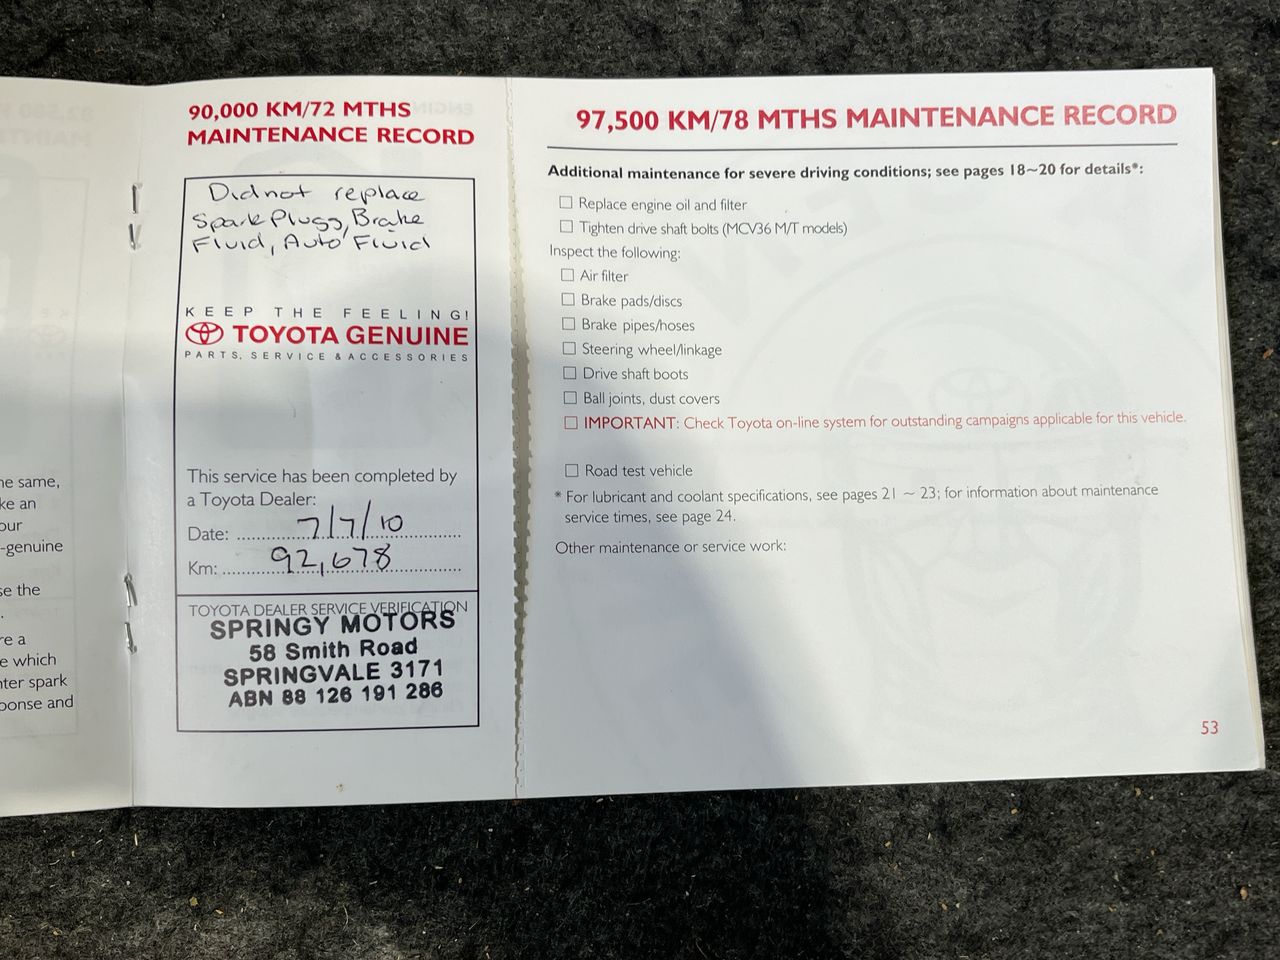 he same,
ke an
our
-genuine
se the
.
re a
e which
nter spark
ponse and
90,000 KM/72 MTHS
MAINTENANCE RECORD
Did not replace
Spark Plugs, Brake
Fluid, Auto Fluid
KEEP THE FEELING!
TOYOTA GENUINE
PARTS, SERVICE & ACCESSORIES
This service has been completed by
a Toyota Dealer:
Date: 7/7/10
Km: 92,678
TOYOTA DEALER SERVICE VERIFICATION
SPRINGY MOTORS
58 Smith Road
SPRINGVALE 3171
ABN 88 126 191 286
97,500 KM/78 MTHS MAINTENANCE RECORD
Additional maintenance for severe driving conditions; see pages 18~20 for details*:
☐ Replace engine oil and filter
☐ Tighten drive shaft bolts (MCV36 M/T models)
Inspect the following:
☐ Air filter
☐ Brake pads/discs
☐ Brake pipes/hoses
☐ Steering wheel/linkage
☐ Drive shaft boots
☐ Ball joints, dust covers
☐ IMPORTANT: Check Toyota on-line system for outstanding campaigns applicable for this vehicle.
☐ Road test vehicle
* For lubricant and coolant specifications, see pages 21 ~ 23; for information about maintenance
service times, see page 24.
Other maintenance or service work:
53